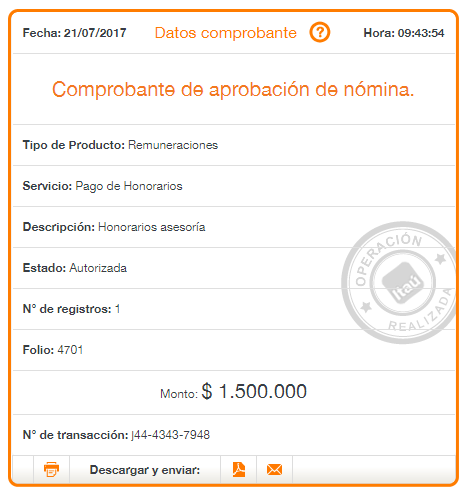 Fecha: 21/07/2017 Datos comprobante ? Hora: 09:43:54
Comprobante de aprobación de nómina.
Tipo de Producto: Remuneraciones
Servicio: Pago de Honorarios
Descripción: Honorarios asesoría
Estado: Autorizada
OPERACIÓN
itaú
REALIZADA
N° de registros: 1
Folio: 4701
Monto: $ 1.500.000
N° de transacción: j44-4343-7948
Descargar y enviar: